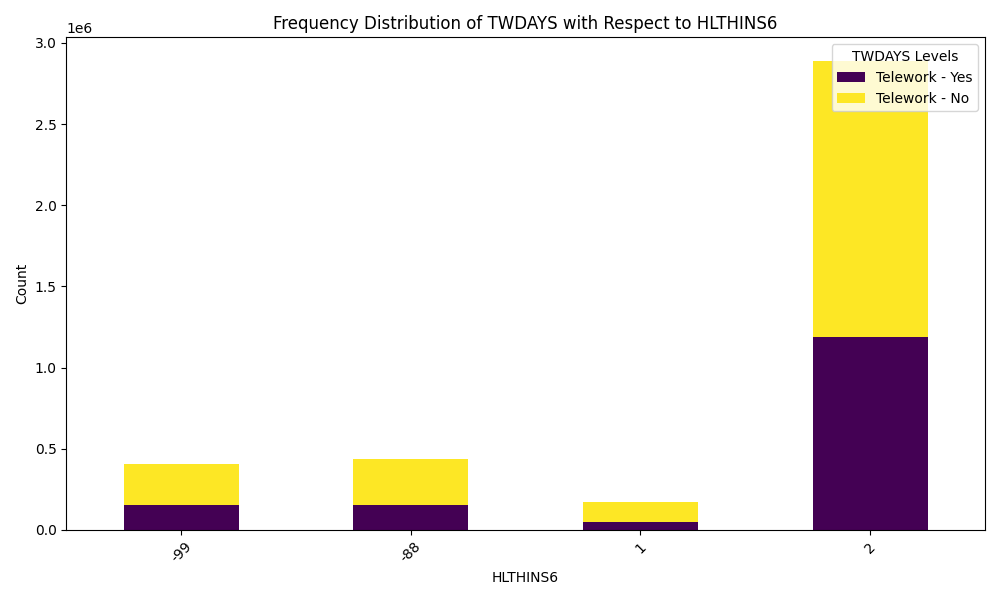 Frequency Distribution of TWDAYS with Respect to HLTHINS6
1e6
3.0
2.5
2.0
1.5
1.0
0.5
0.0
Count
TWDAYS Levels
Telework - Yes
Telework - No
-99
-88
1
2
HLTHINS6